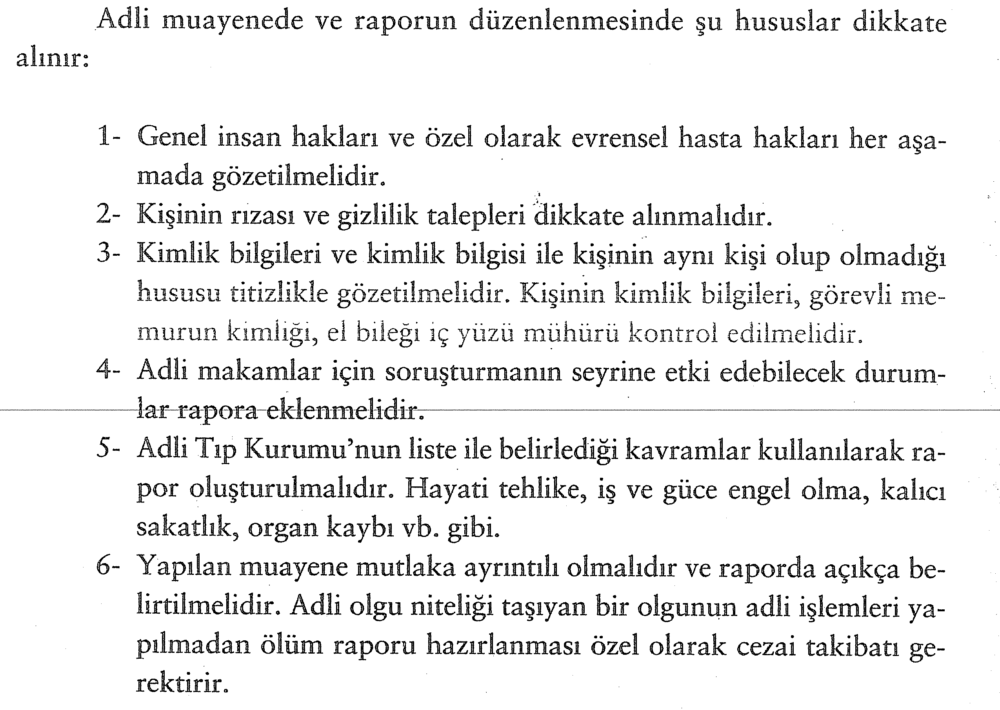 Adli muayenede ve raporun düzenlenmesinde şu hususlar dikkate
alınır:
1- Genel insan hakları ve özel olarak evrensel hasta hakları her aşa-
mada gözetilmelidir.
2- Kişinin rızası ve gizlilik talepleri dikkate alınmalıdır.
3- Kimlik bilgileri ve kimlik bilgisi ile kişinin aynı kişi olup olmadığı
hususu titizlikle gözetilmelidir. Kişinin kimlik bilgileri, görevli me-
murun kimliği, el bileği iç yüzü mühürü kontrol edilmelidir.
4- Adli makamlar için soruşturmanın seyrine etki edebilecek durum-
lar rapora eklenmelidir.
5- Adli Tıp Kurumu'nun liste ile belirlediği kavramlar kullanılarak ra-
por oluşturulmalıdır. Hayati tehlike, iş ve güce engel olma, kalıcı
sakatlık, organ kaybı vb. gibi.
6- Yapılan muayene mutlaka ayrıntılı olmalıdır ve raporda açıkça be-
lirtilmelidir. Adli olgu niteliği taşıyan bir olgunun adli işlemleri ya-
pılmadan ölüm raporu hazırlanması özel olarak cezai takibatı ge-
rektirir.